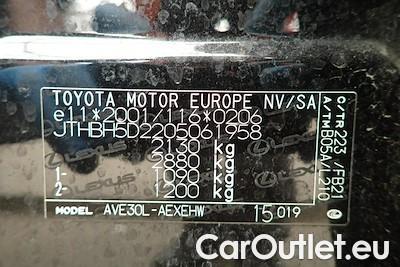 TOYOTA MOTOR EUROPE NV/SA
e11*2001/116*0206
JTHBH5D2205061958
2130 Kg
3880 Kg
1- 1090 Kg
2- 1200 Kg
MODEL AVE30L-AEXEHW 15019
C/TR 223 /FB21
A/TM B05A/L210
LEXUS
CarOutlet.eu